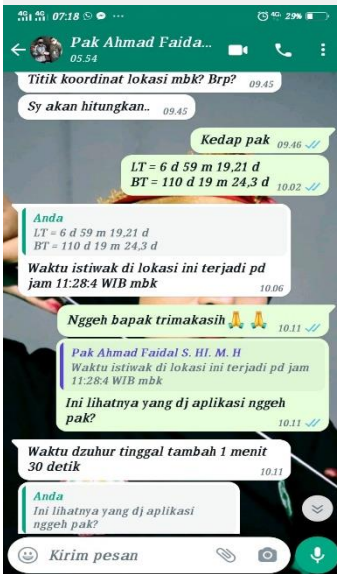 07:18
4G 29%
Pak Ahmad Faida...
05.54
Titik koordinat lokasi mbk? Brp?
09.45
Sy akan hitungkan..
09.45
Kedap pak
09.46
LT = 6 d 59 m 19,21 d
BT = 110 d 19 m 24,3 d
10.02
Anda
LT = 6 d 59 m 19,21 d
BT = 110 d 19 m 24,3 d
Waktu istiwak di lokasi ini terjadi pd
jam 11:28:4 WIB mbk
10.06
Nggeh bapak trimakasih
10.11
Pak Ahmad Faidal S. HI. M. H
Waktu istiwak di lokasi ini terjadi pd jam
11:28:4 WIB mbk
Ini lihatnya yang dj aplikasi nggeh
pak?
10.11
Waktu dzuhur tinggal tambah 1 menit
30 detik
10.11
Anda
Ini lihatnya yang dj aplikasi
nggeh pak?
Kirim pesan